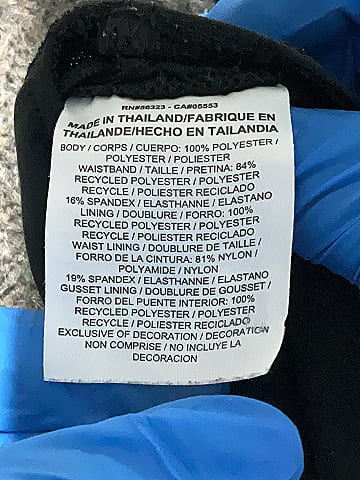 RN#56323 - CA#05553
MADE IN THAILAND/FABRIQUE EN
THAILANDE/HECHO EN TAILANDIA
BODY / CORPS / CUERPO: 100% POLYESTER /
POLYESTER / POLIESTER
WAISTBAND / TAILLE / PRETINA: 84%
RECYCLED POLYESTER / POLYESTER
RECYCLE / POLIESTER RECICLADO
16% SPANDEX / ELASTHANNE / ELASTANO
LINING / DOUBLURE / FORRO: 100%
RECYCLED POLYESTER / POLYESTER
RECYCLE / POLIESTER RECICLADO
WAIST LINING / DOUBLURE DE TAILLE /
FORRO DE LA CINTURA: 81% NYLON /
POLYAMIDE / NYLON
19% SPANDEX / ELASTHANNE / ELASTANO
GUSSET LINING / DOUBLURE DE GOUSSET /
FORRO DEL PUENTE INTERIOR: 100%
RECYCLED POLYESTER / POLYESTER
RECYCLE / POLIESTER RECICLADO
EXCLUSIVE OF DECORATION / DECORATION
NON COMPRISE / NO INCLUYE LA
DECORACION